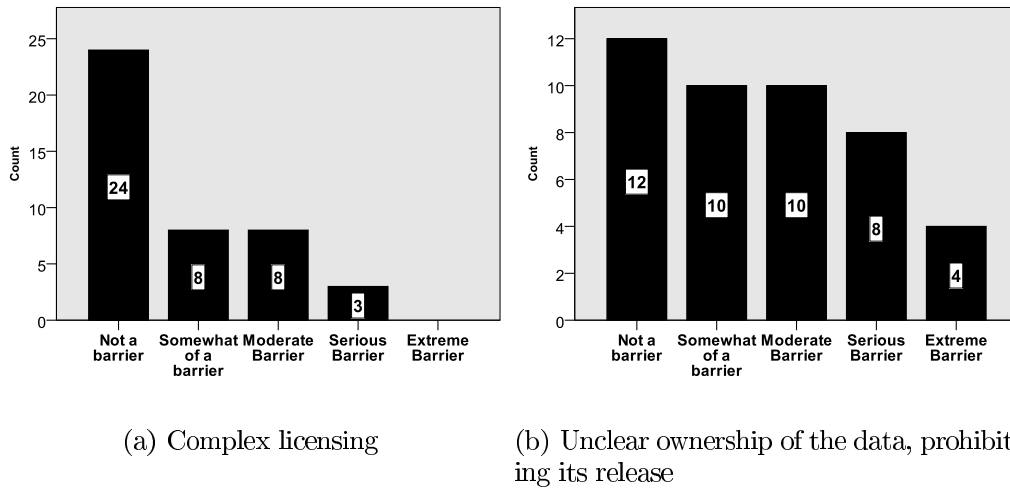 25
20
15
10
5
0
Count
24
8
8
3
Not a
barrier
Somewhat
of a
barrier
Moderate
Barrier
Serious
Barrier
Extreme
Barrier
(a) Complex licensing
12
10
8
6
4
2
0
Count
12
10
10
8
4
Not a
barrier
Somewhat
of a
barrier
Moderate
Barrier
Serious
Barrier
Extreme
Barrier
(b) Unclear ownership of the data, prohibit
ing its release